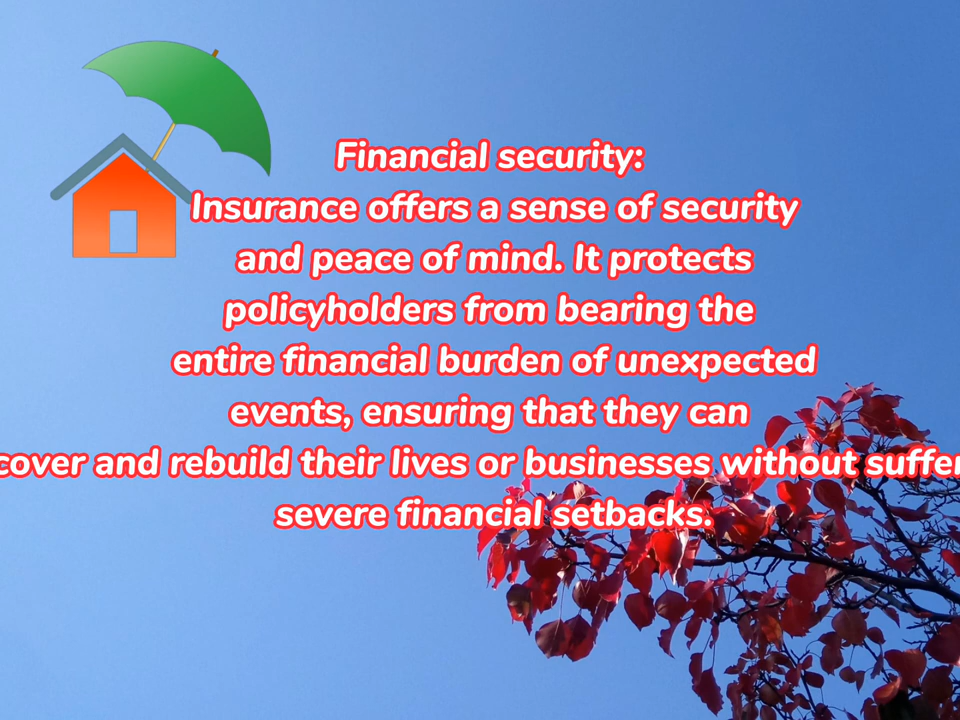 Financial security:
Insurance offers a sense of security
and peace of mind. It protects
policyholders from bearing the
entire financial burden of unexpected
events, ensuring that they can
cover and rebuild their lives or businesses without suffer
severe financial setbacks.